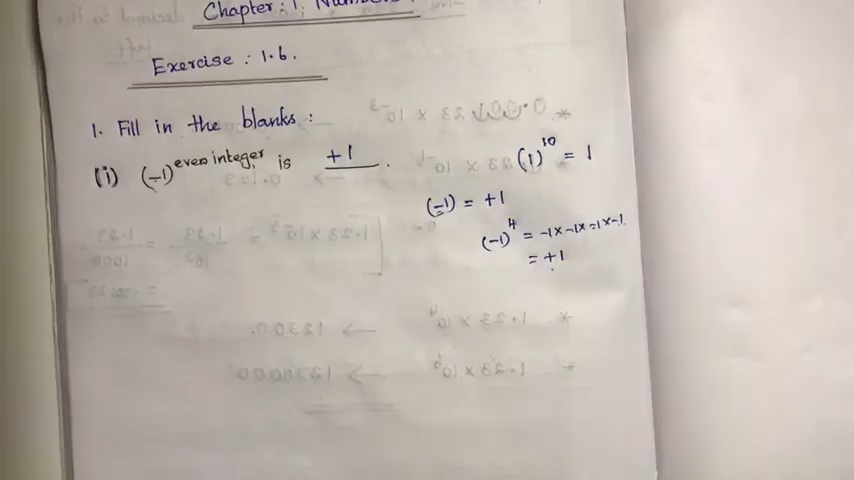 Chapter : 1. Numbers
Exercise : 1.6.
1. Fill in the blanks :
(i) (-1)^even integer is +1 .
(1)^10 = 1
(-1) = +1
(-1)^4 = -1 x -1 x -1 x -1
= +1